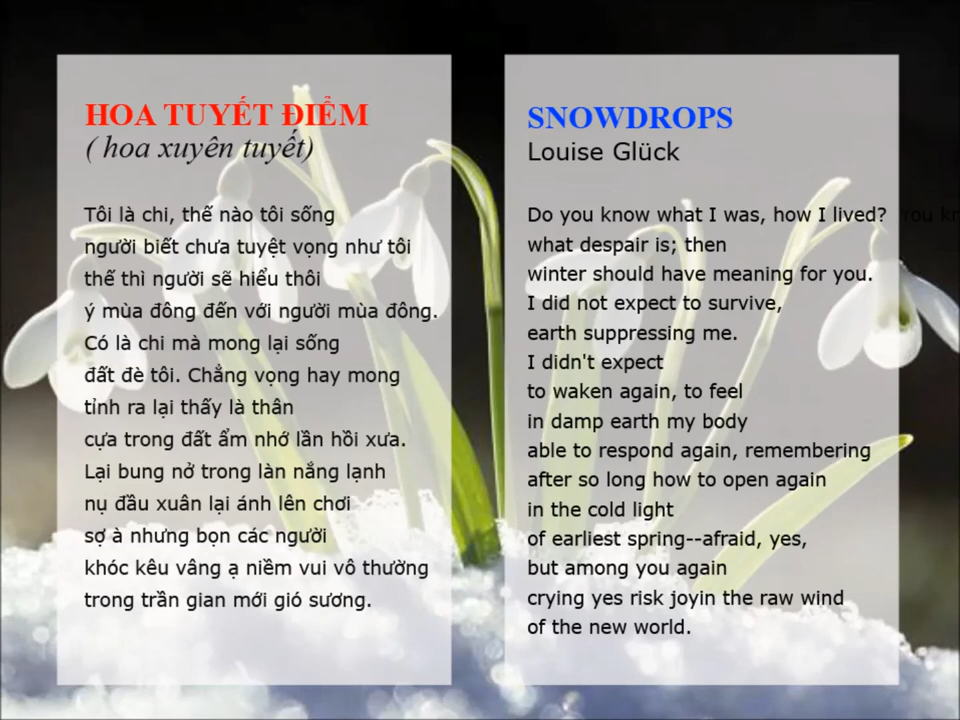 HOA TUYẾT ĐIỂM
( hoa xuyên tuyết)
Tôi là chi, thế nào tôi sống
người biết chưa tuyệt vọng như tôi
thế thì người sẽ hiểu thôi
ý mùa đông đến với người mùa đông.
Có là chi mà mong lại sống
đất đè tôi. Chẳng vọng hay mong
tỉnh ra lại thấy là thân
cựa trong đất ẩm nhớ lần hồi xưa.
Lại bung nở trong làn nắng lạnh
nụ đầu xuân lại ánh lên chơi
sợ à nhưng bọn các người
khóc kêu vâng ạ niềm vui vô thường
trong trần gian mới gió sương.
SNOWDROPS
Louise Glück
Do you know what I was, how I lived? You kn
what despair is; then
winter should have meaning for you.
I did not expect to survive,
earth suppressing me.
I didn't expect
to waken again, to feel
in damp earth my body
able to respond again, remembering
after so long how to open again
in the cold light
of earliest spring--afraid, yes,
but among you again
crying yes risk joyin the raw wind
of the new world.